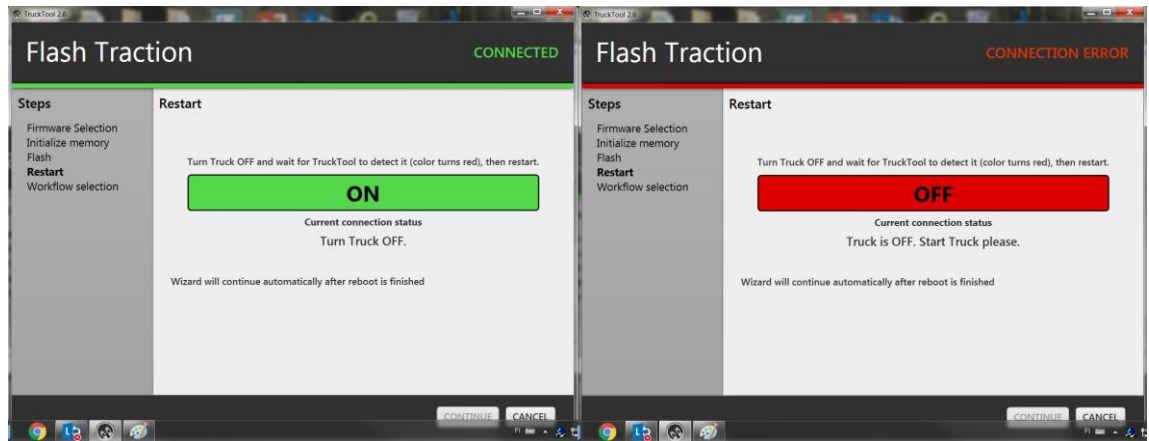 TruckTool 2.6
Flash Traction
CONNECTED
Steps
Firmware Selection
Initialize memory
Flash
Restart
Workflow selection
Restart
Turn Truck OFF and wait for TruckTool to detect it (color turns red), then restart.
ON
Current connection status
Turn Truck OFF.
Wizard will continue automatically after reboot is finished
CONTINUE
CANCEL
FI
TruckTool 2.6
Flash Traction
CONNECTION ERROR
Steps
Firmware Selection
Initialize memory
Flash
Restart
Workflow selection
Restart
Turn Truck OFF and wait for TruckTool to detect it (color turns red), then restart.
OFF
Current connection status
Truck is OFF. Start Truck please.
Wizard will continue automatically after reboot is finished
CONTINUE
CANCEL
FI